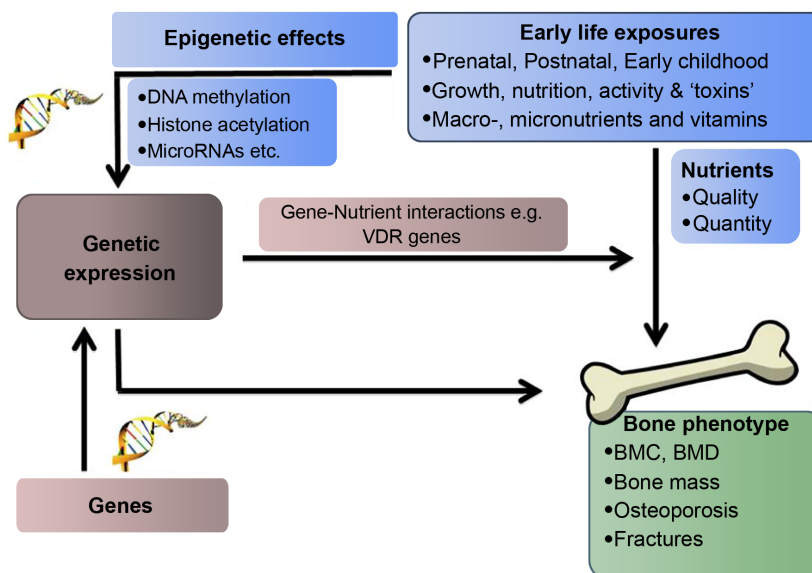 Epigenetic effects
•DNA methylation
•Histone acetylation
•MicroRNAs etc.
Early life exposures
•Prenatal, Postnatal, Early childhood
•Growth, nutrition, activity & ‘toxins’
•Macro-, micronutrients and vitamins
Nutrients
•Quality
•Quantity
Genetic
expression
Gene-Nutrient interactions e.g.
VDR genes
Genes
Bone phenotype
•BMC, BMD
•Bone mass
•Osteoporosis
•Fractures